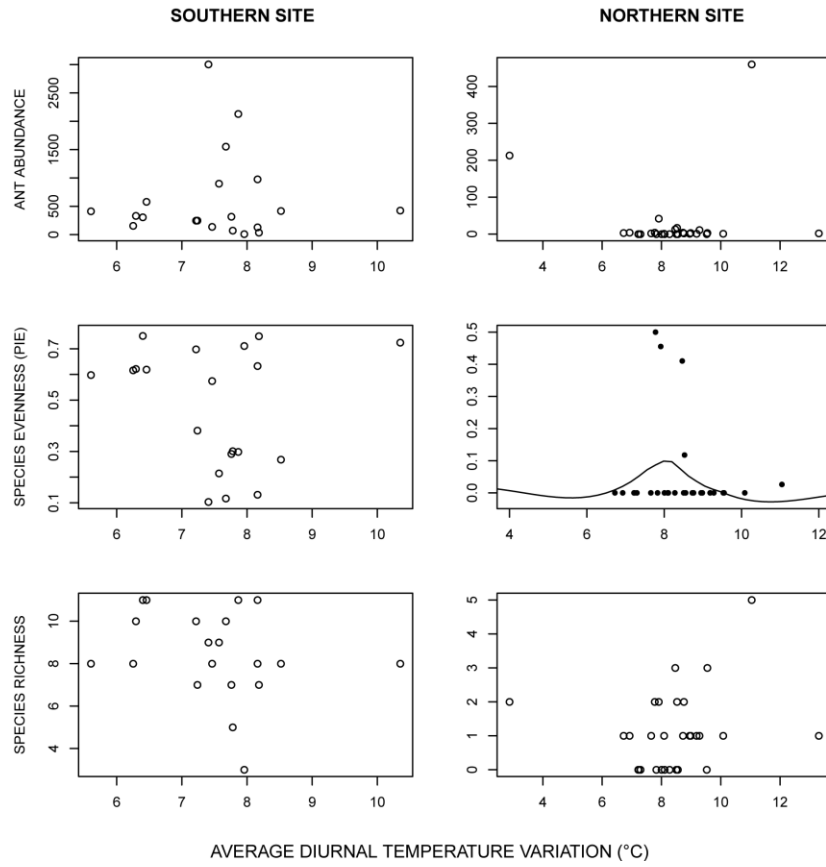 SOUTHERN SITE
NORTHERN SITE
ANT ABUNDANCE
2500
1500
500
0
6 7 8 9 10
400
300
200
100
0
4 6 8 10 12
SPECIES EVENNESS (PIE)
0.7
0.5
0.3
0.1
6 7 8 9 10
0.5
0.4
0.3
0.2
0.1
0.0
4 6 8 10 12
SPECIES RICHNESS
10
8
6
4
6 7 8 9 10
5
4
3
2
1
0
4 6 8 10 12
AVERAGE DIURNAL TEMPERATURE VARIATION (°C)